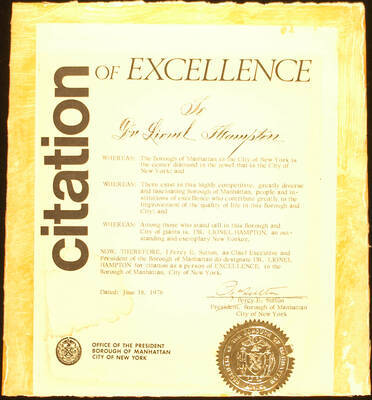 citation
OF EXCELLENCE
To
Dr. Lionel Hampton
WHEREAS: The Borough of Manhattan in the City of New York is
the center diamond in the jewel that is the City of
New York; and
WHEREAS: There exist in this highly competitive, greatly diverse
and fascinating Borough of Manhattan, people and in-
stitutions of excellence who contribute greatly to the
improvement of the quality of life in this Borough and
City; and
WHEREAS: Among those who stand tall in this Borough and
City of giants is, DR. LIONEL HAMPTON, an out-
standing and exemplary New Yorker,
NOW, THEREFORE, I Percy E. Sutton, as Chief Executive and
President of the Borough of Manhattan do designate DR. LIONEL
HAMPTON for citation as a person of EXCELLENCE, in the
Borough of Manhattan, City of New York.
Dated: June 18, 1976
Percy E. Sutton
President, Borough of Manhattan
City of New York
OFFICE OF THE PRESIDENT
BOROUGH OF MANHATTAN
CITY OF NEW YORK